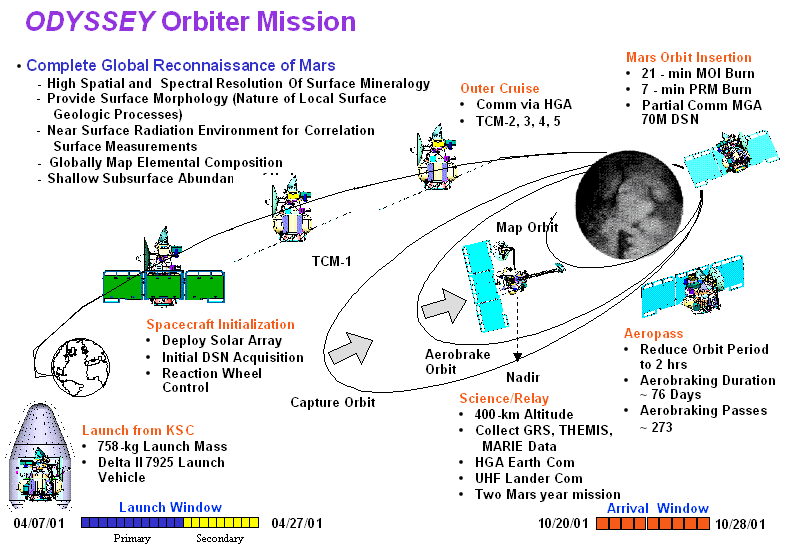 ODYSSEY Orbiter Mission
• Complete Global Reconnaissance of Mars
- High Spatial and Spectral Resolution Of Surface Mineralogy
- Provide Surface Morphology (Nature of Local Surface
Geologic Processes)
- Near Surface Radiation Environment for Correlation
Surface Measurements
- Globally Map Elemental Composition
- Shallow Subsurface Abundan
Outer Cruise
• Comm via HGA
• TCM-2, 3, 4, 5
Mars Orbit Insertion
• 21 - min MOI Burn
• 7 - min PRM Burn
• Partial Comm MGA
70M DSN
TCM-1
Map Orbit
Spacecraft Initialization
• Deploy Solar Array
• Initial DSN Acquisition
• Reaction Wheel
Control
Capture Orbit
Aerobrake
Orbit
Nadir
Aeropass
• Reduce Orbit Period
to 2 hrs
• Aerobraking Duration
~ 76 Days
• Aerobraking Passes
~ 273
Science/Relay
• 400-km Altitude
• Collect GRS, THEMIS,
MARIE Data
• HGA Earth Com
• UHF Lander Com
• Two Mars year mission
Launch from KSC
• 758-kg Launch Mass
• Delta II 7925 Launch
Vehicle
Launch Window
04/07/01
04/27/01
Primary
Secondary
Arrival Window
10/20/01
10/28/01